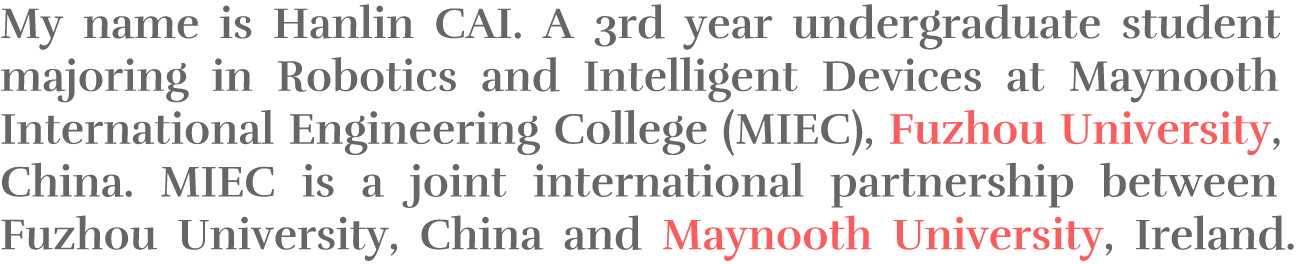 My name is Hanlin CAI. A 3rd year undergraduate student
majoring in Robotics and Intelligent Devices at Maynooth
International Engineering College (MIEC), Fuzhou University,
China. MIEC is a joint international partnership between
Fuzhou University, China and Maynooth University, Ireland.